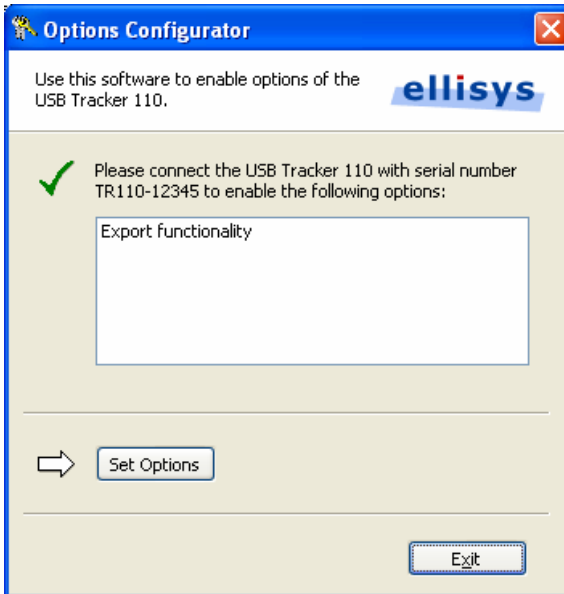 Options Configurator
Use this software to enable options of the
USB Tracker 110.
ellisys
Please connect the USB Tracker 110 with serial number
TR110-12345 to enable the following options:
Export functionality
Set Options
Exit